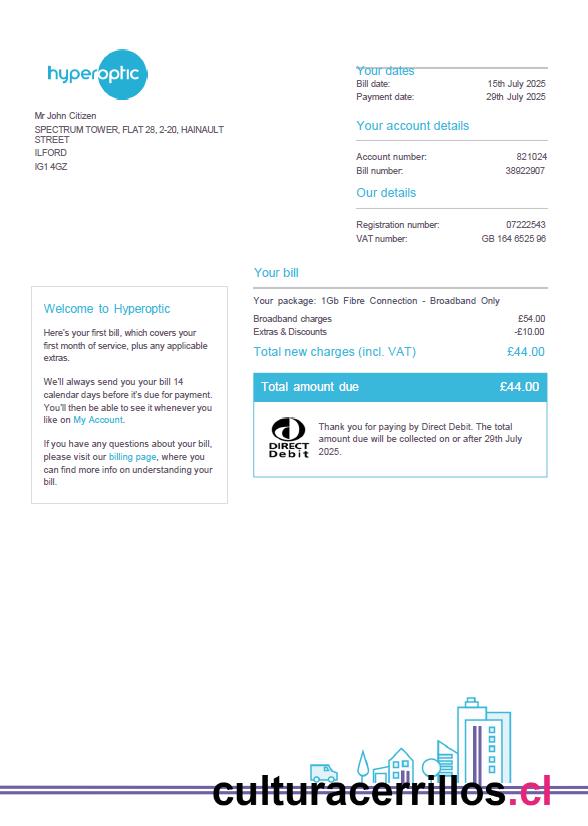 hyperoptic
Mr John Citizen
SPECTRUM TOWER, FLAT 28, 2-20, HAINAULT
STREET
ILFORD
IG1 4GZ
Your dates
Bill date: 15th July 2025
Payment date: 29th July 2025
Your account details
Account number: 821024
Bill number: 38922907
Our details
Registration number: 07222543
VAT number: GB 164 6525 96
Welcome to Hyperoptic
Here's your first bill, which covers your
first month of service, plus any applicable
extras.
We'll always send you your bill 14
calendar days before it's due for payment.
You'll then be able to see it whenever you
like on My Account.
If you have any questions about your bill,
please visit our billing page, where you
can find more info on understanding your
bill.
Your bill
Your package: 1Gb Fibre Connection - Broadband Only
Broadband charges £54.00
Extras & Discounts -£10.00
Total new charges (incl. VAT) £44.00
Total amount due £44.00
DIRECT
Debit
Thank you for paying by Direct Debit. The total
amount due will be collected on or after 29th July
2025.
culturacerrillos.cl